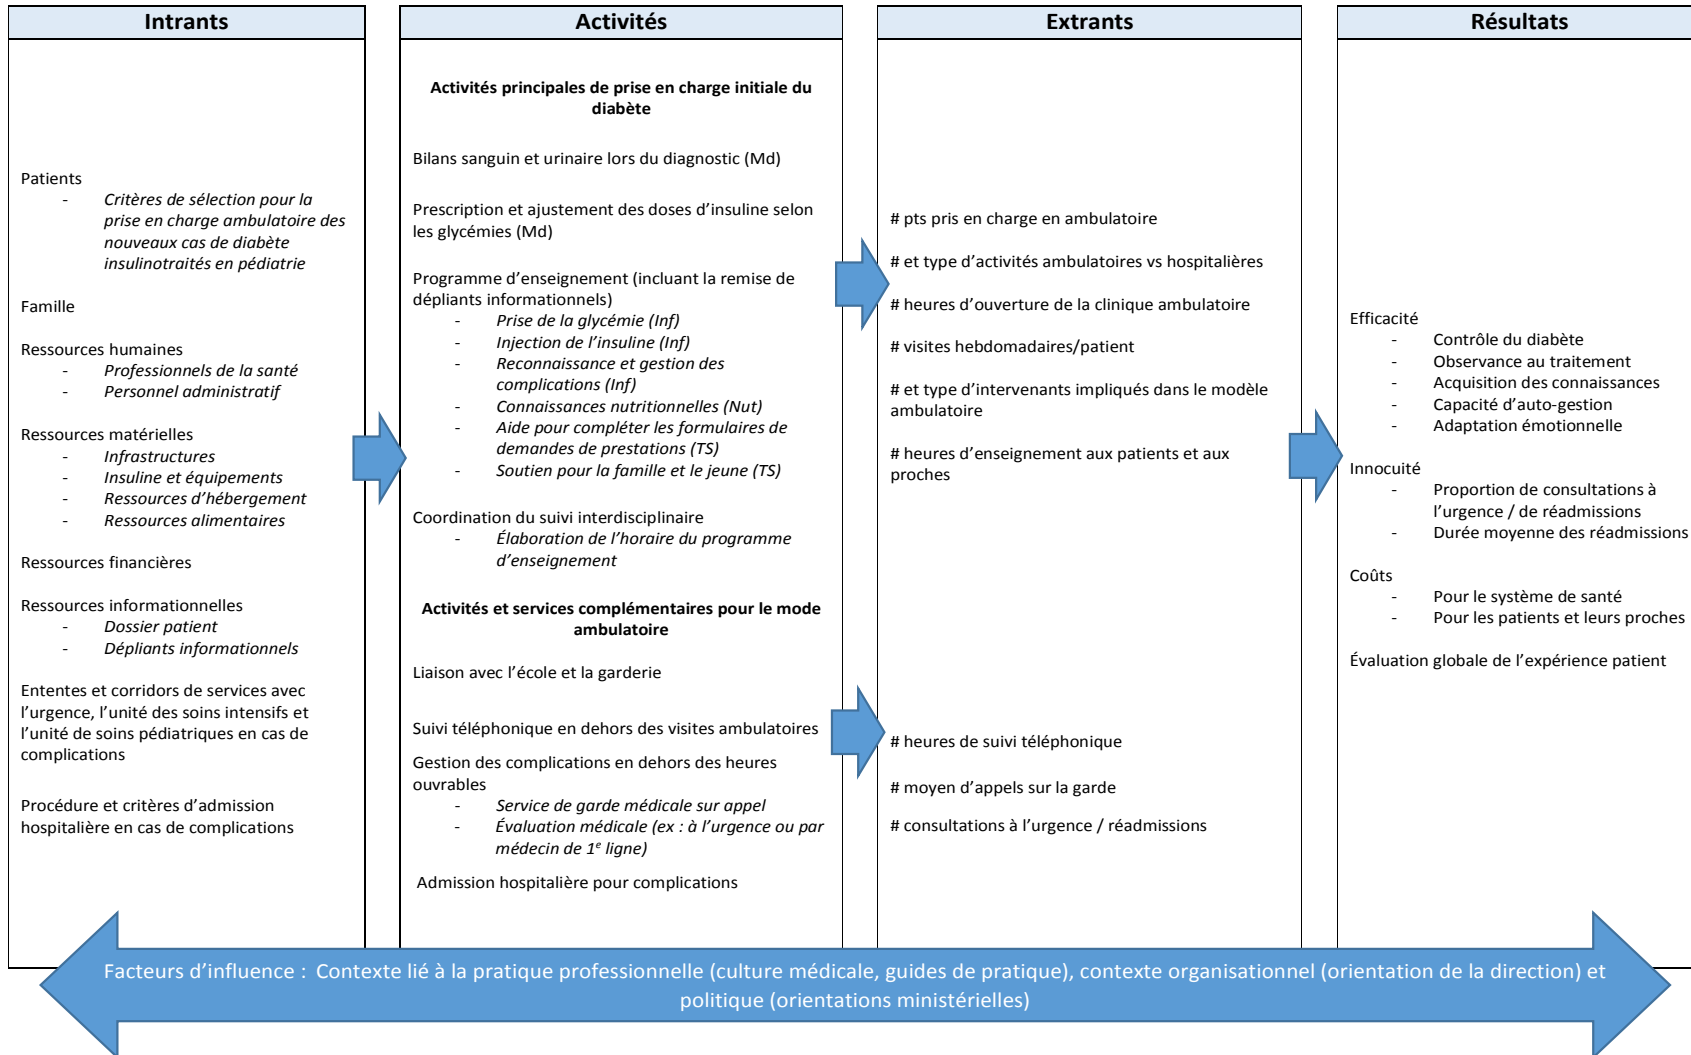 Intrants
Patients
- Critères de sélection pour la
prise en charge ambulatoire des
nouveaux cas de diabète
insulinotraités en pédiatrie
Famille
Ressources humaines
- Professionnels de la santé
- Personnel administratif
Ressources matérielles
- Infrastructures
- Insuline et équipements
- Ressources d’hébergement
- Ressources alimentaires
Ressources financières
Ressources informationnelles
- Dossier patient
- Dépliants informationnels
Ententes et corridors de services avec
l’urgence, l’unité des soins intensifs et
l’unité de soins pédiatriques en cas de
complications
Procédure et critères d’admission
hospitalière en cas de complications
Activités
Activités principales de prise en charge initiale du
diabète
Bilans sanguin et urinaire lors du diagnostic (Md)
Prescription et ajustement des doses d’insuline selon
les glycémies (Md)
Programme d’enseignement (incluant la remise de
dépliants informationnels)
- Prise de la glycémie (Inf)
- Injection de l’insuline (Inf)
- Reconnaissance et gestion des
complications (Inf)
- Connaissances nutritionnelles (Nut)
- Aide pour compléter les formulaires de
demandes de prestations (TS)
- Soutien pour la famille et le jeune (TS)
Coordination du suivi interdisciplinaire
- Élaboration de l’horaire du programme
d’enseignement
Activités et services complémentaires pour le mode
ambulatoire
Liaison avec l’école et la garderie
Suivi téléphonique en dehors des visites ambulatoires
Gestion des complications en dehors des heures
ouvrables
- Service de garde médicale sur appel
- Évaluation médicale (ex : à l’urgence ou par
médecin de 1e ligne)
Admission hospitalière pour complications
Extrants
# pts pris en charge en ambulatoire
# et type d’activités ambulatoires vs hospitalières
# heures d’ouverture de la clinique ambulatoire
# visites hebdomadaires/patient
# et type d’intervenants impliqués dans le modèle
ambulatoire
# heures d’enseignement aux patients et aux
proches
# heures de suivi téléphonique
# moyen d’appels sur la garde
# consultations à l’urgence / réadmissions
Résultats
Efficacité
- Contrôle du diabète
- Observance au traitement
- Acquisition des connaissances
- Capacité d’auto-gestion
- Adaptation émotionnelle
Innocuité
- Proportion de consultations à
l’urgence / de réadmissions
- Durée moyenne des réadmissions
Coûts
- Pour le système de santé
- Pour les patients et leurs proches
Évaluation globale de l’expérience patient
Facteurs d’influence : Contexte lié à la pratique professionnelle (culture médicale, guides de pratique), contexte organisationnel (orientation de la direction) et
politique (orientations ministérielles)